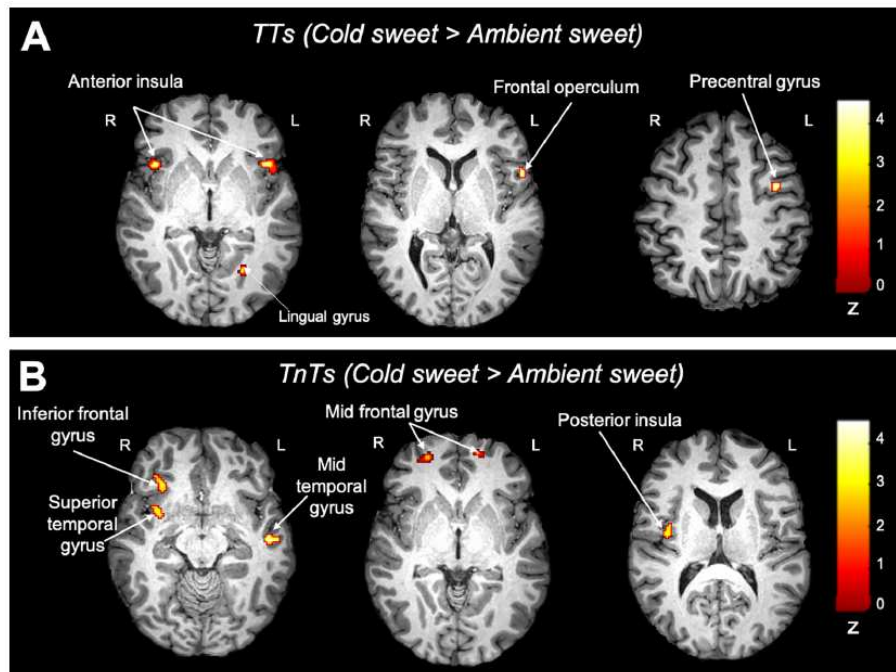 A
TTs (Cold sweet > Ambient sweet)
Anterior insula
Frontal operculum
Precentral gyrus
R
L
L
R
L
4
3
2
1
0
Z
Lingual gyrus
B
TnTs (Cold sweet > Ambient sweet)
Inferior frontal
gyrus
R
L
Mid frontal gyrus
R
L
Posterior insula
R
L
Superior
temporal
gyrus
Mid
temporal
gyrus
4
3
2
1
0
Z